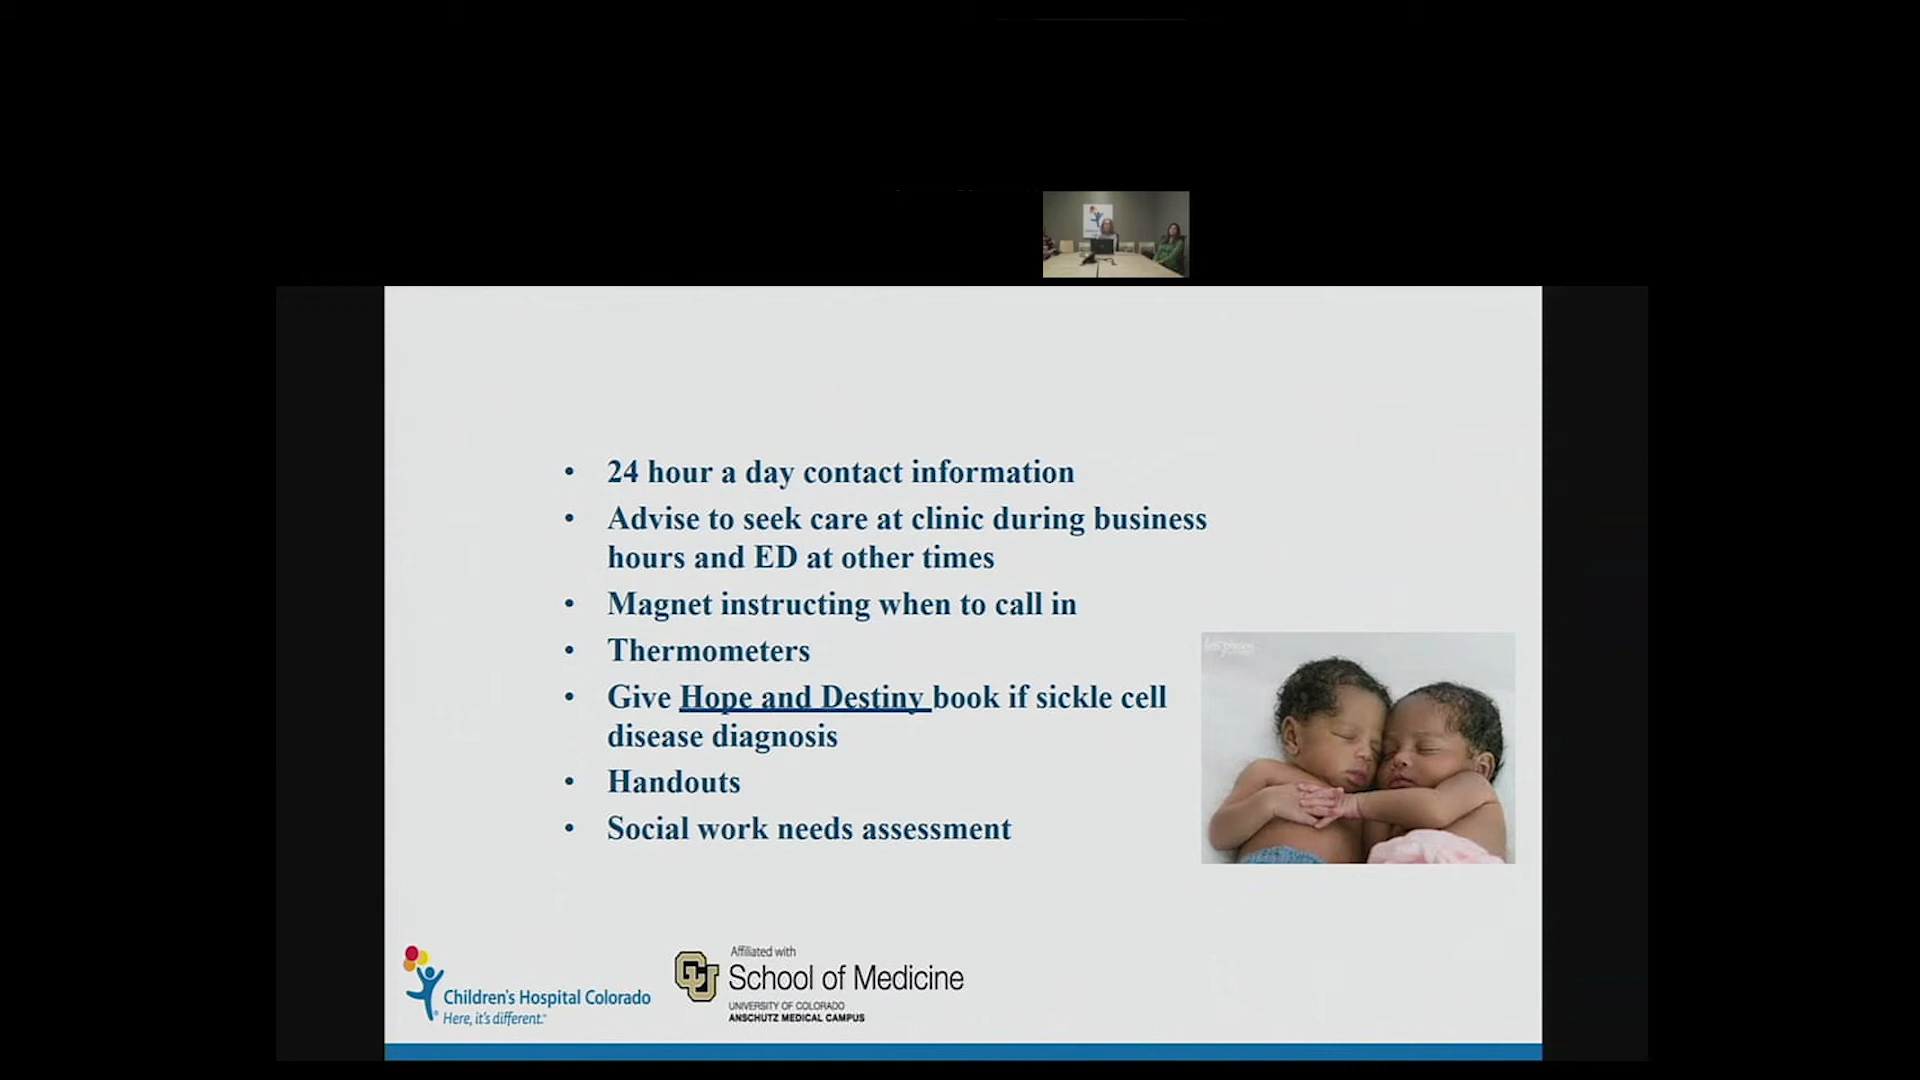 • 24 hour a day contact information
• Advise to seek care at clinic during business
hours and ED at other times
• Magnet instructing when to call in
• Thermometers
• Give Hope and Destiny book if sickle cell
disease diagnosis
• Handouts
• Social work needs assessment
Children's Hospital Colorado
Here, it's different.™
Affiliated with
School of Medicine
UNIVERSITY OF COLORADO
ANSCHUTZ MEDICAL CAMPUS